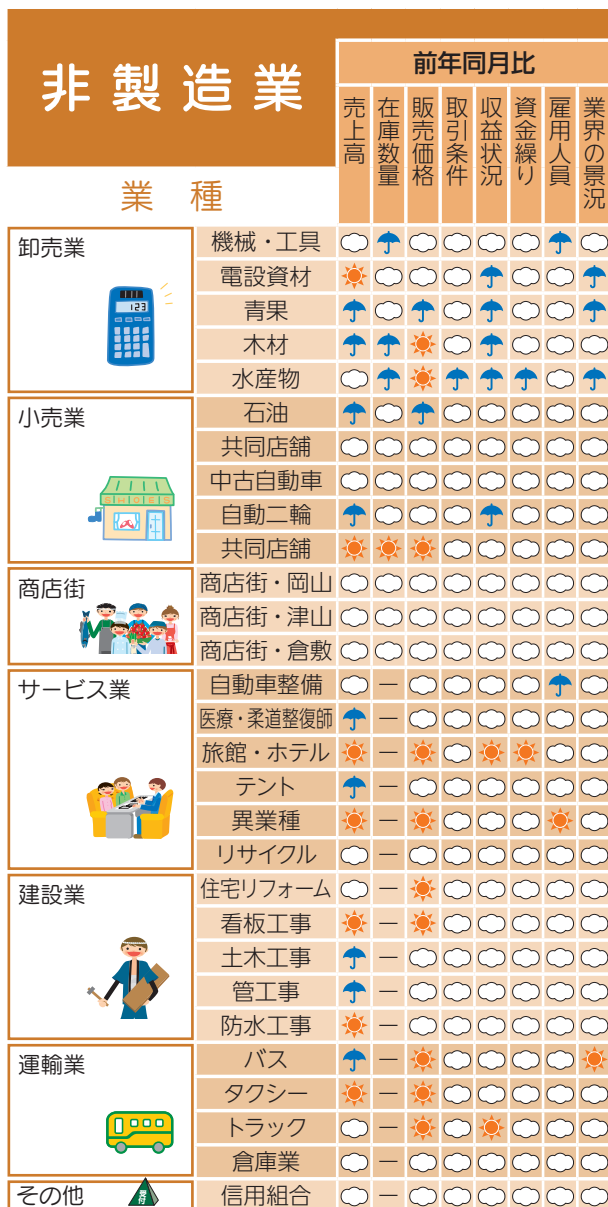 非製造業
前年同月比
売上高
在庫数量
販売価格
取引条件
収益状況
資金繰り
雇用人員
業界の景況
業種
卸売業
123
機械・工具
電設資材
青果
木材
水産物
小売業
SHOES
石油
共同店舗
中古自動車
自動二輪
共同店舗
商店街
商店街・岡山
商店街・津山
商店街・倉敷
サービス業
自動車整備 －
医療・柔道整復師 －
旅館・ホテル －
テント －
異業種 －
リサイクル －
建設業
住宅リフォーム －
看板工事 －
土木工事 －
管工事 －
防水工事 －
運輸業
バス －
タクシー －
トラック －
倉庫業 －
その他
受付
信用組合 －